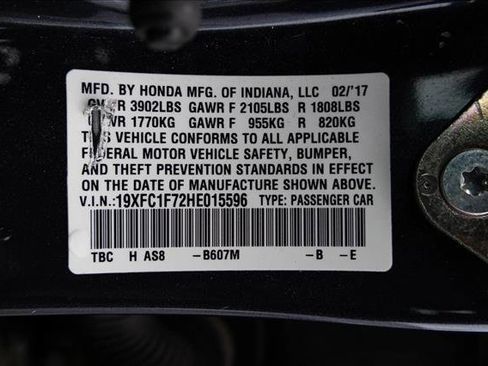 MFD. BY HONDA MFG. OF INDIANA, LLC 02/'17
R 3902LBS GAWR F 2105LBS R 1808LBS
R 1770KG GAWR F 955KG R 820KG
VEHICLE CONFORMS TO ALL APPLICABLE
FEDERAL MOTOR VEHICLE SAFETY, BUMPER,
AND THEFT PREVENTION STANDARDS IN EFFECT
ON THE DATE OF MANUFACTURE SHOWN ABOVE.
V.I.N.:19XFC1F72HE015596 TYPE: PASSENGER CAR
TBC H AS8 -B607M -B -E